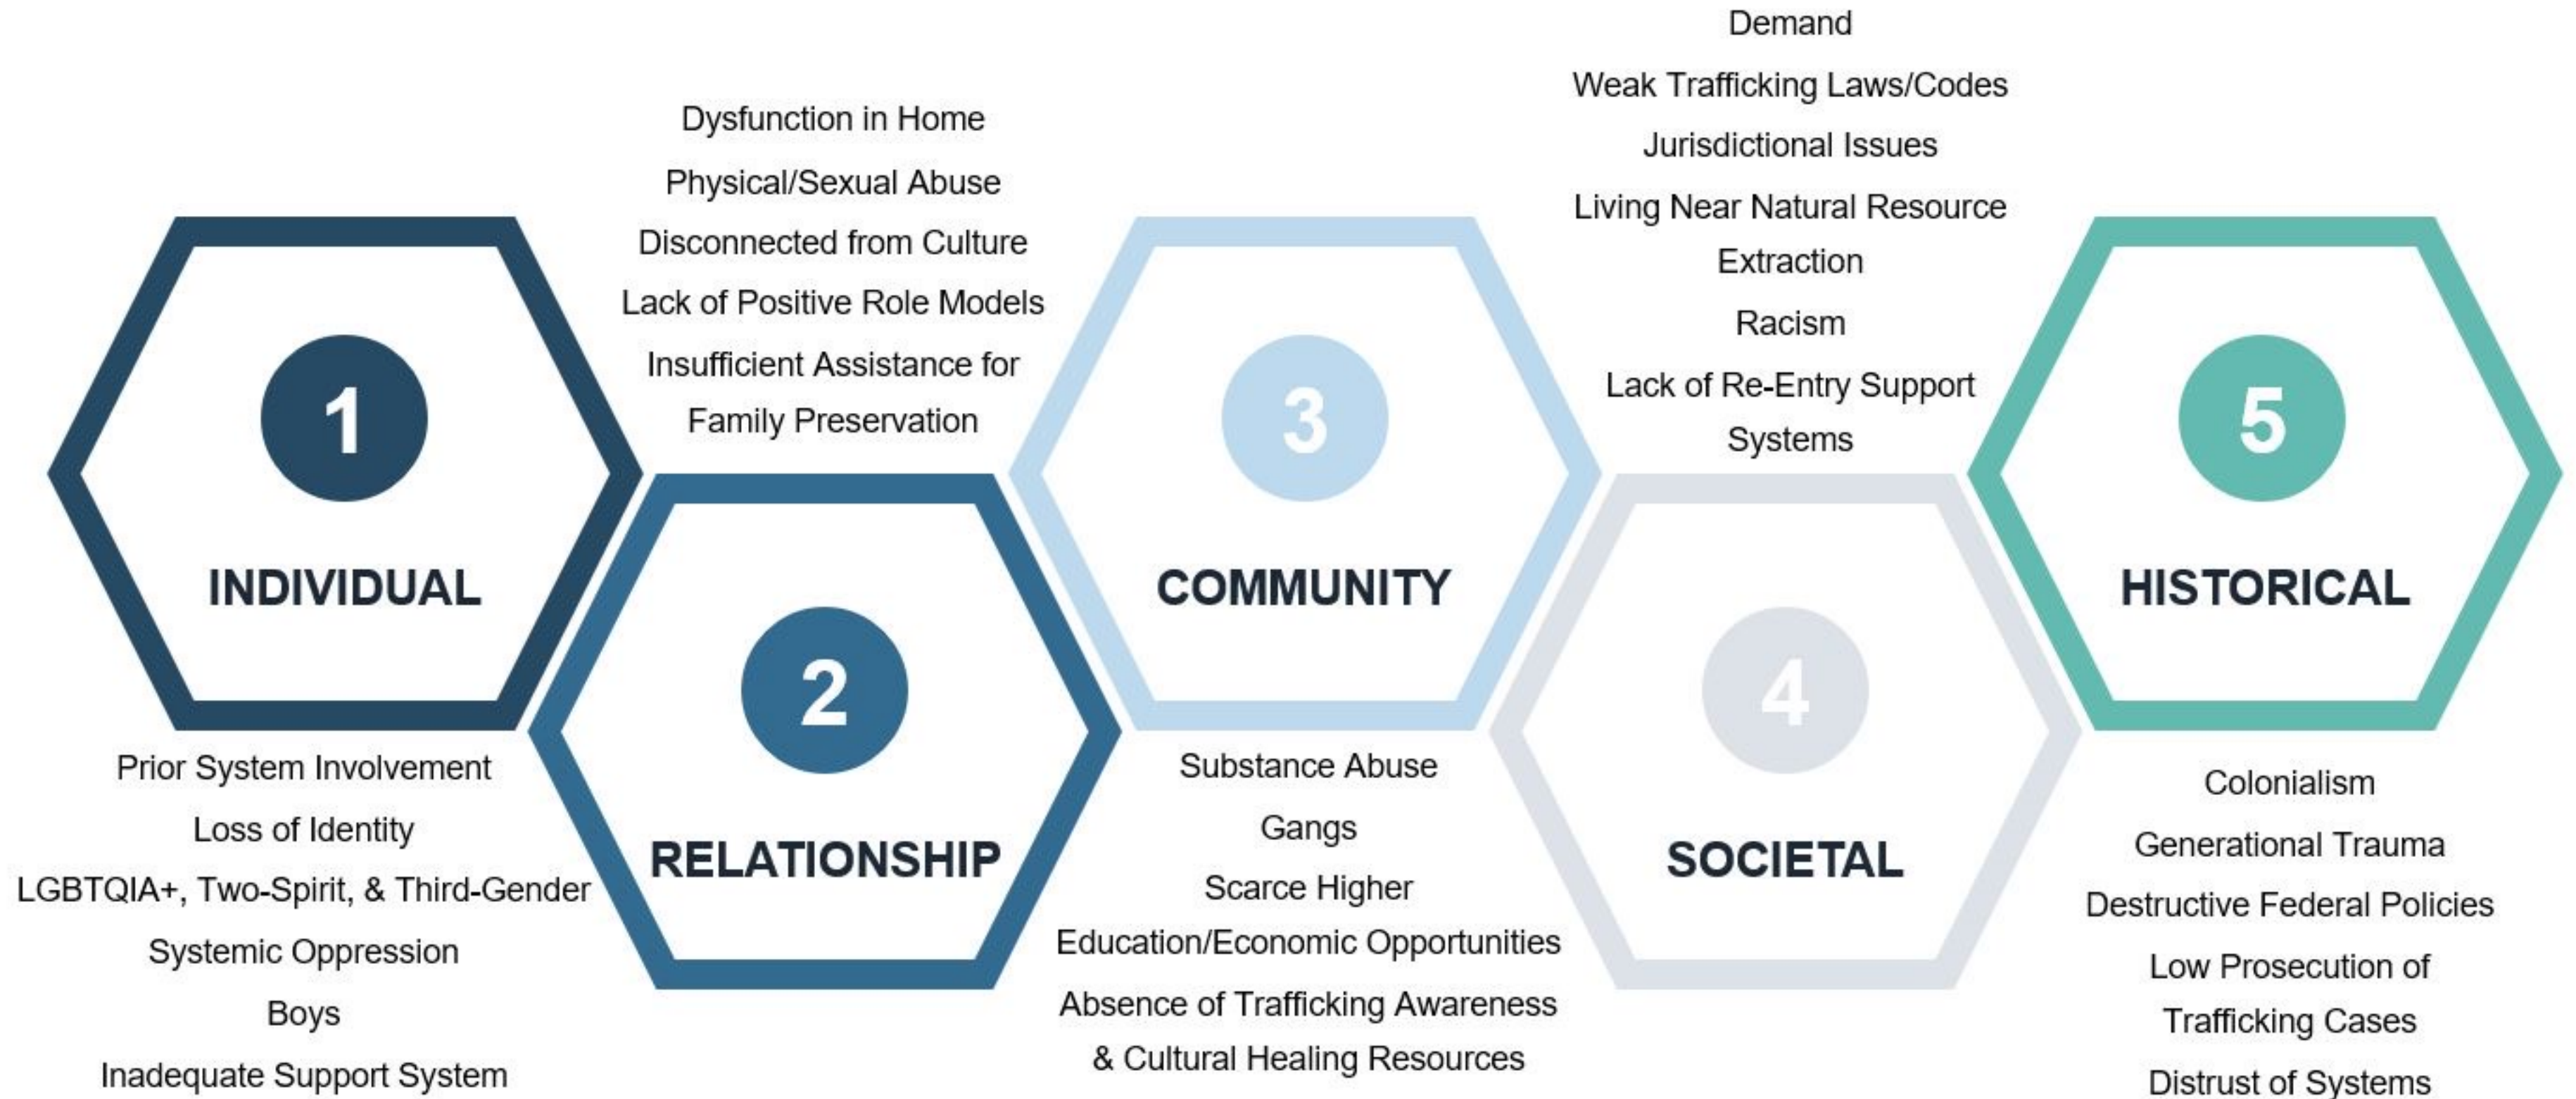 1
INDIVIDUAL
Prior System Involvement
Loss of Identity
LGBTQIA+, Two-Spirit, & Third-Gender
Systemic Oppression
Boys
Inadequate Support System
Dysfunction in Home
Physical/Sexual Abuse
Disconnected from Culture
Lack of Positive Role Models
Insufficient Assistance for
Family Preservation
2
RELATIONSHIP
3
COMMUNITY
Substance Abuse
Gangs
Scarce Higher
Education/Economic Opportunities
Absence of Trafficking Awareness
& Cultural Healing Resources
Demand
Weak Trafficking Laws/Codes
Jurisdictional Issues
Living Near Natural Resource
Extraction
Racism
Lack of Re-Entry Support
Systems
4
SOCIETAL
5
HISTORICAL
Colonialism
Generational Trauma
Destructive Federal Policies
Low Prosecution of
Trafficking Cases
Distrust of Systems